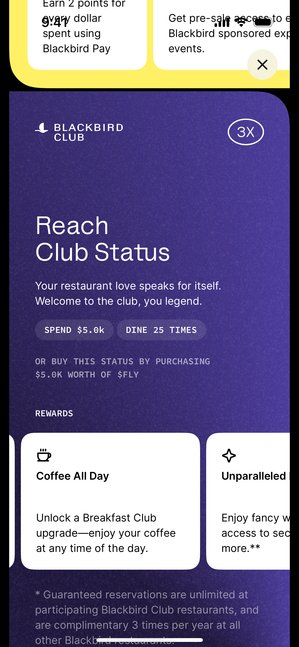 Earn 2 points for
every dollar
spent using
Blackbird Pay
Get pre-sale access to e
Blackbird sponsored exp
events.
9:41
BLACKBIRD
CLUB
3X
Reach
Club Status
Your restaurant love speaks for itself.
Welcome to the club, you legend.
SPEND $5.0k DINE 25 TIMES
OR BUY THIS STATUS BY PURCHASING
$5.0K WORTH OF $FLY
REWARDS
Coffee All Day
Unlock a Breakfast Club
upgrade—enjoy your coffee
at any time of the day.
Unparalleled
Enjoy fancy w
access to sec
more.**
* Guaranteed reservations are unlimited at
participating Blackbird Club restaurants, and
are complimentary 3 times per year at all
other Blackbird restaurants.